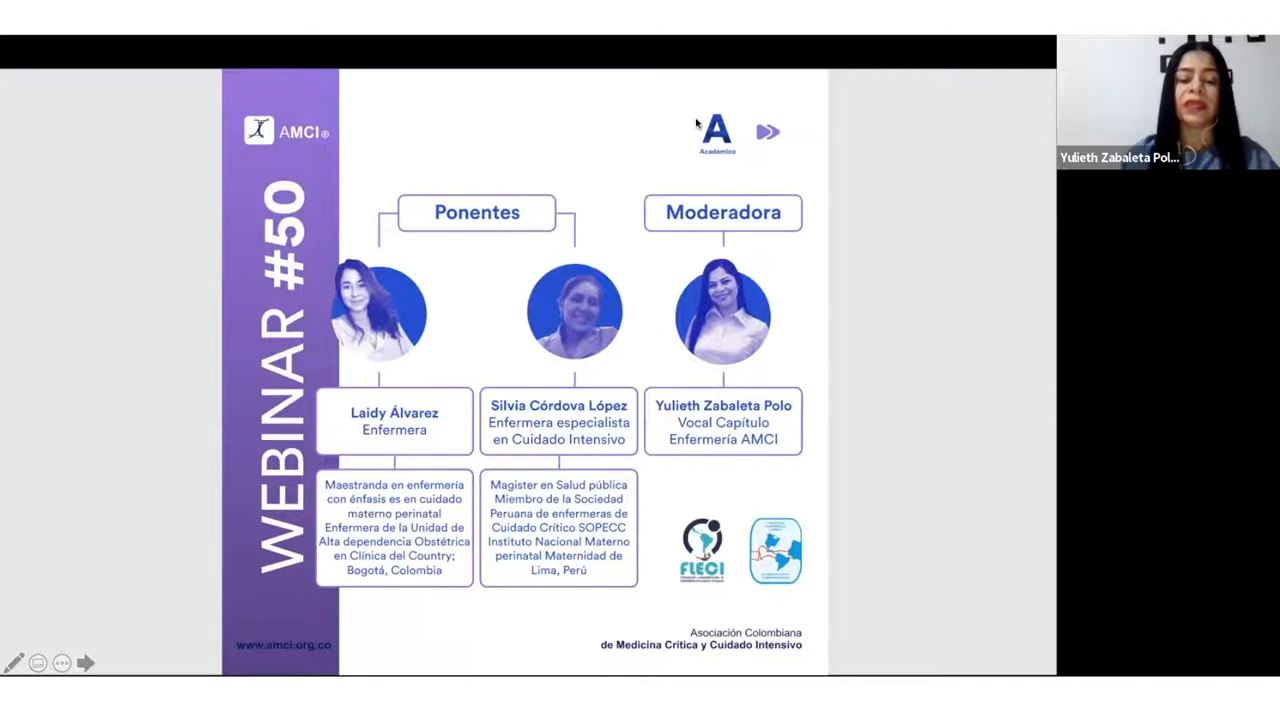 AMCI®
WEBINAR #50
A
Académico
Ponentes
Moderadora
Laidy Álvarez
Enfermera
Silvia Córdova López
Enfermera especialista
en Cuidado Intensivo
Yulieth Zabaleta Polo
Vocal Capítulo
Enfermería AMCI
Maestranda en enfermería
con énfasis es en cuidado
materno perinatal
Enfermera de la Unidad de
Alta dependencia Obstétrica
en Clínica del Country;
Bogotá, Colombia
Magister en Salud pública
Miembro de la Sociedad
Peruana de enfermeras de
Cuidado Crítico SOPECC
Instituto Nacional Materno
perinatal Maternidad de
Lima, Perú
FLECI
Asociación Colombiana
de Medicina Crítica y Cuidado Intensivo
www.amci.org.co
Yulieth Zabaleta Pol...